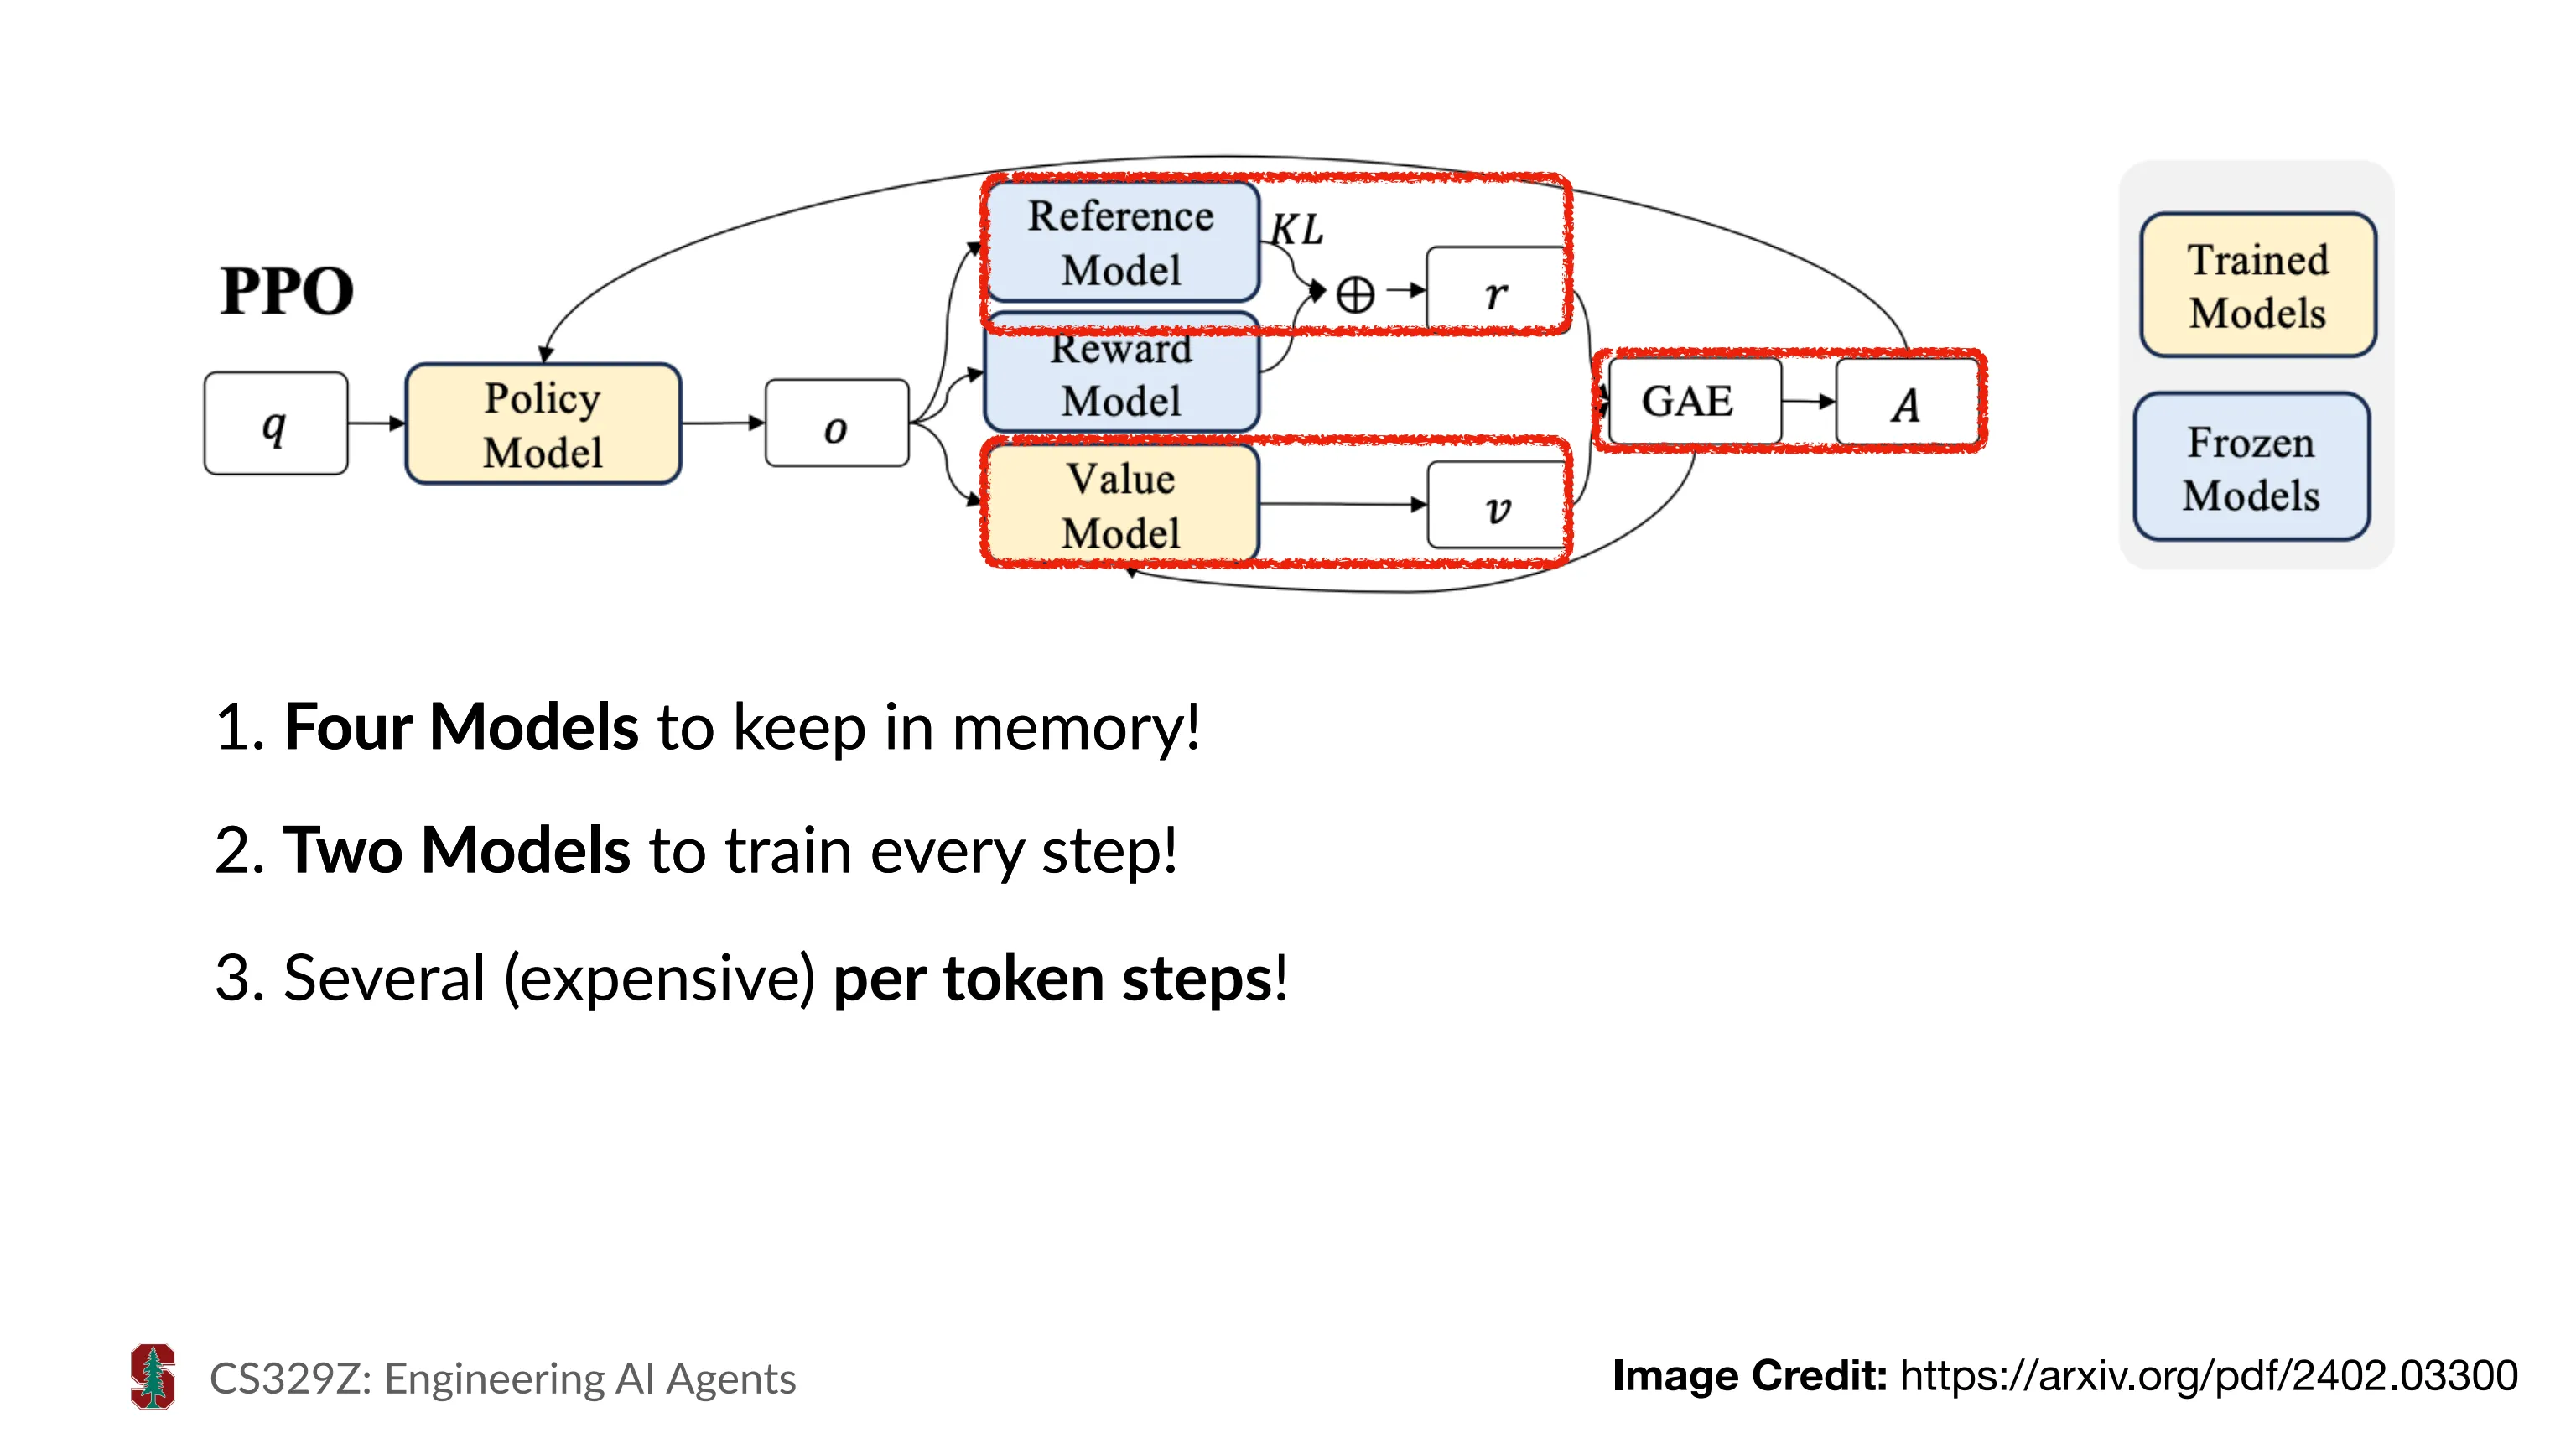 PPO
q
Policy
Model
o
Reference
Model
KL
⊕
r
Reward
Model
Value
Model
v
GAE
A
Trained
Models
Frozen
Models
1. Four Models to keep in memory!
2. Two Models to train every step!
3. Several (expensive) per token steps!
CS329Z: Engineering AI Agents
Image Credit: https://arxiv.org/pdf/2402.03300